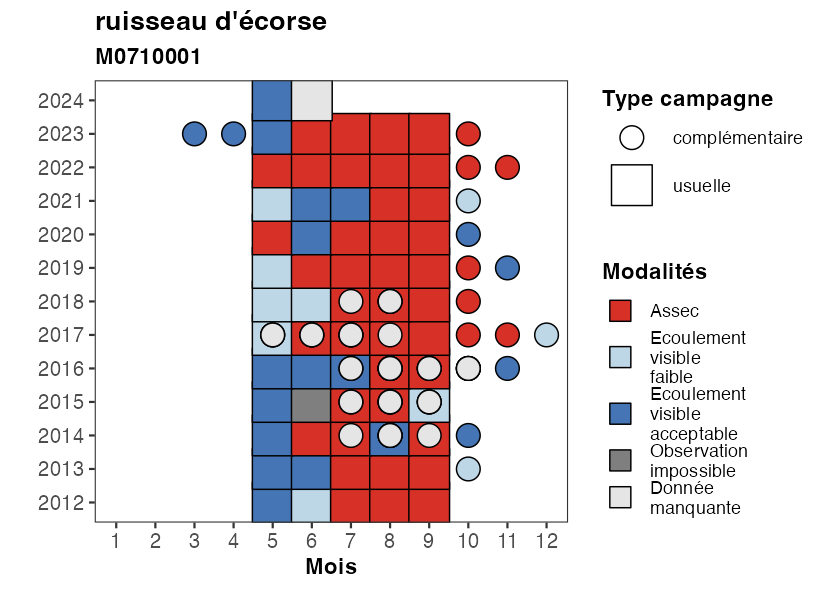 ruisseau d'écorse
M0710001
2024
2023
2022
2021
2020
2019
2018
2017
2016
2015
2014
2013
2012
1 2 3 4 5 6 7 8 9 10 11 12
Mois
Type campagne
complémentaire
usuelle
Modalités
Assec
Ecoulement
visible
faible
Ecoulement
visible
acceptable
Observation
impossible
Donnée
manquante